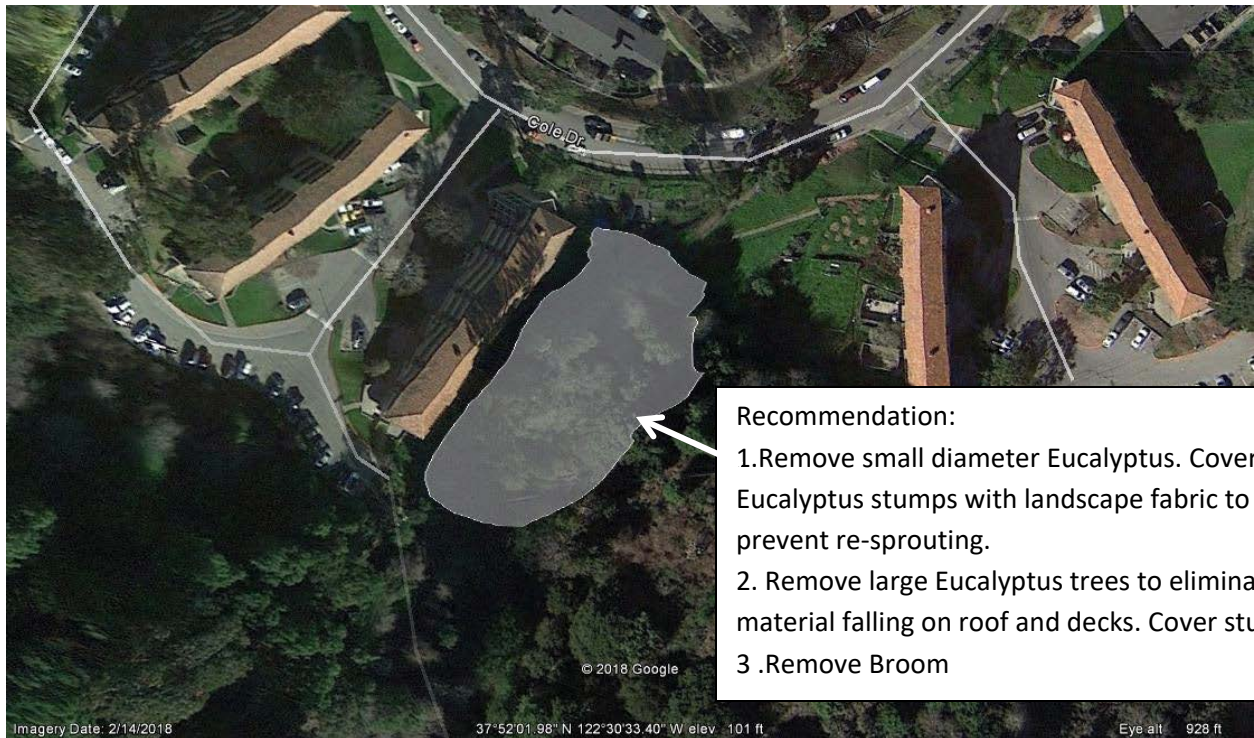 Cole Dr
Recommendation:
1.Remove small diameter Eucalyptus. Cover
Eucalyptus stumps with landscape fabric to
prevent re-sprouting.
2. Remove large Eucalyptus trees to elimina
material falling on roof and decks. Cover stu
3 .Remove Broom
© 2018 Google
Imagery Date: 2/14/2018 37°52'01.98" N 122°30'33.40" W elev 101 ft Eye alt 928 ft